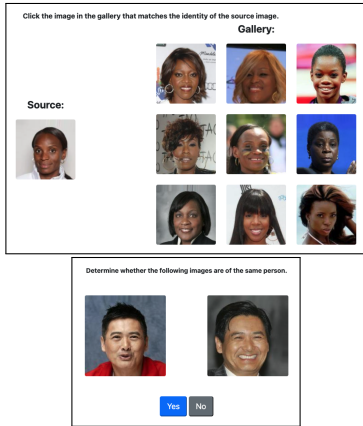 Click the image in the gallery that matches the identity of the source image.
Gallery:
Source:
Determine whether the following images are of the same person.
Yes
No